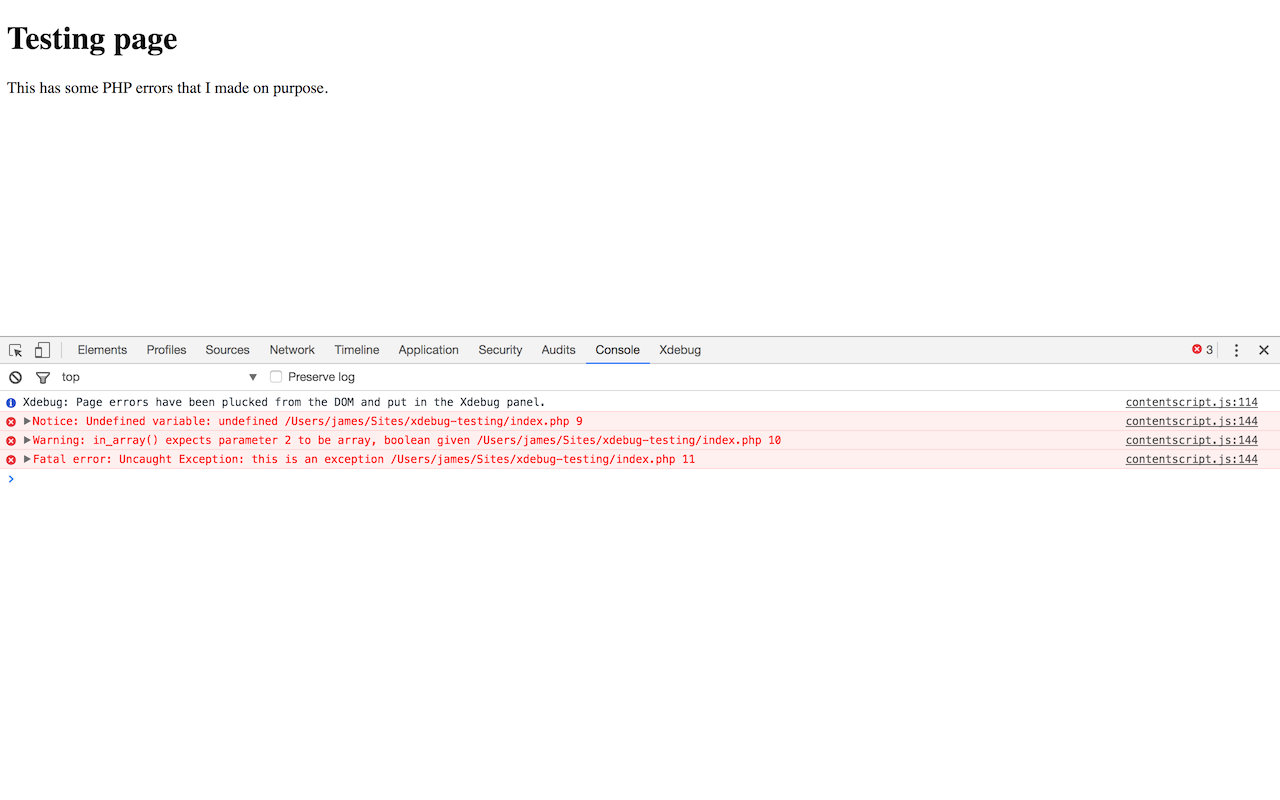 Testing page
This has some PHP errors that I made on purpose.
Elements Profiles Sources Network Timeline Application Security Audits Console Xdebug 3
top Preserve log
Xdebug: Page errors have been plucked from the DOM and put in the Xdebug panel. contentscript.js:114
Notice: Undefined variable: undefined /Users/james/Sites/xdebug-testing/index.php 9 contentscript.js:144
Warning: in_array() expects parameter 2 to be array, boolean given /Users/james/Sites/xdebug-testing/index.php 10 contentscript.js:144
Fatal error: Uncaught Exception: this is an exception /Users/james/Sites/xdebug-testing/index.php 11 contentscript.js:144